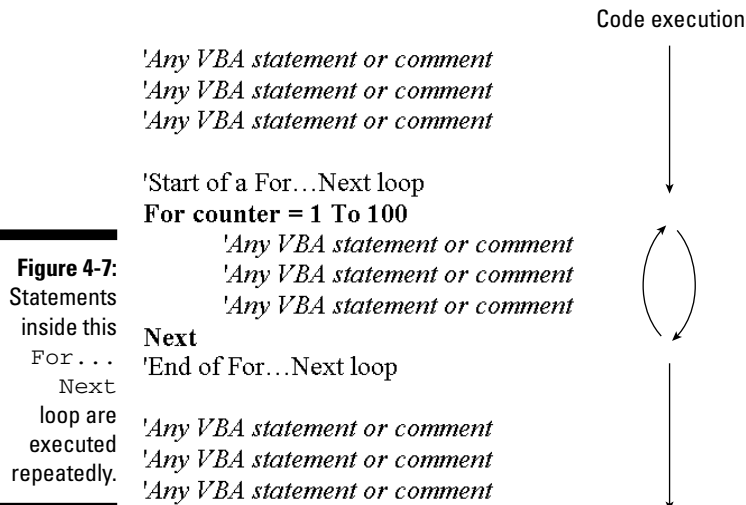 Code execution
'Any VBA statement or comment
'Any VBA statement or comment
'Any VBA statement or comment
'Start of a For…Next loop
For counter = 1 To 100
'Any VBA statement or comment
'Any VBA statement or comment
'Any VBA statement or comment
Next
'End of For…Next loop
'Any VBA statement or comment
'Any VBA statement or comment
'Any VBA statement or comment
Figure 4-7:
Statements
inside this
For...
Next
loop are
executed
repeatedly.